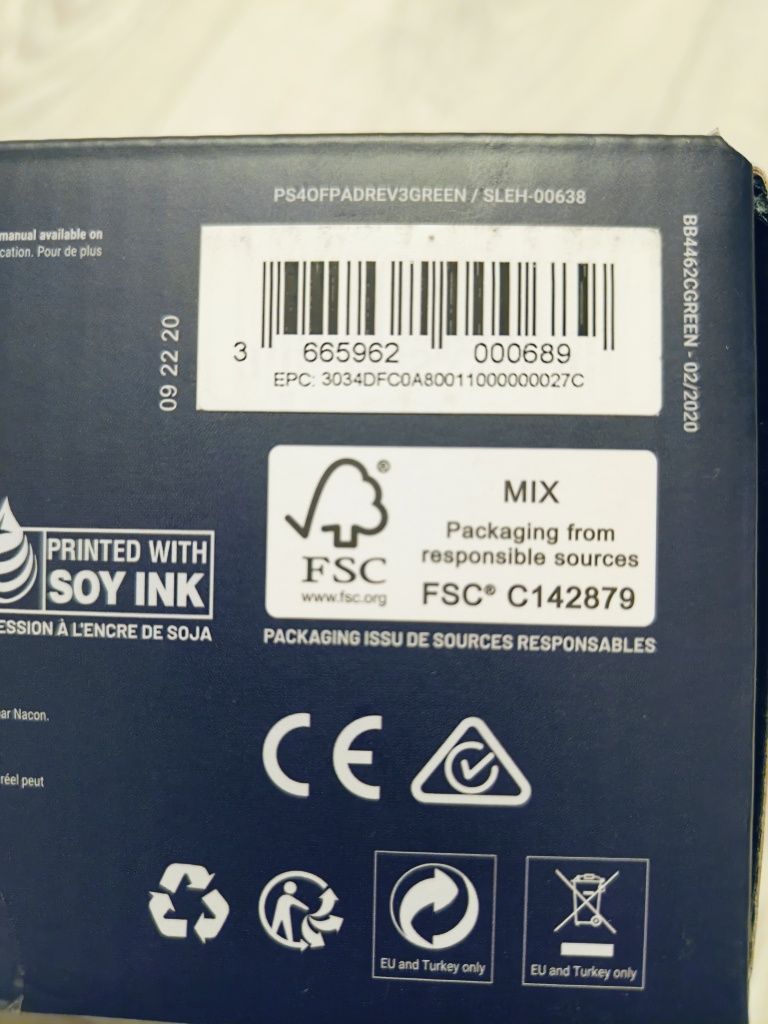 PS4OFPADREV3GREEN / SLEH-00638
manual available on
cation. Pour de plus
BB4462CGREEN - 02/2020
09 22 20
3 665962 000689
EPC: 3034DFC0A80011000000027C
FSC®
www.fsc.org
MIX
Packaging from
responsible sources
FSC® C142879
PRINTED WITH
SOY INK
ESSION À L'ENCRE DE SOJA
PACKAGING ISSU DE SOURCES RESPONSABLES
ar Nacon.
réel peut
CE
EU and Turkey only
EU and Turkey only